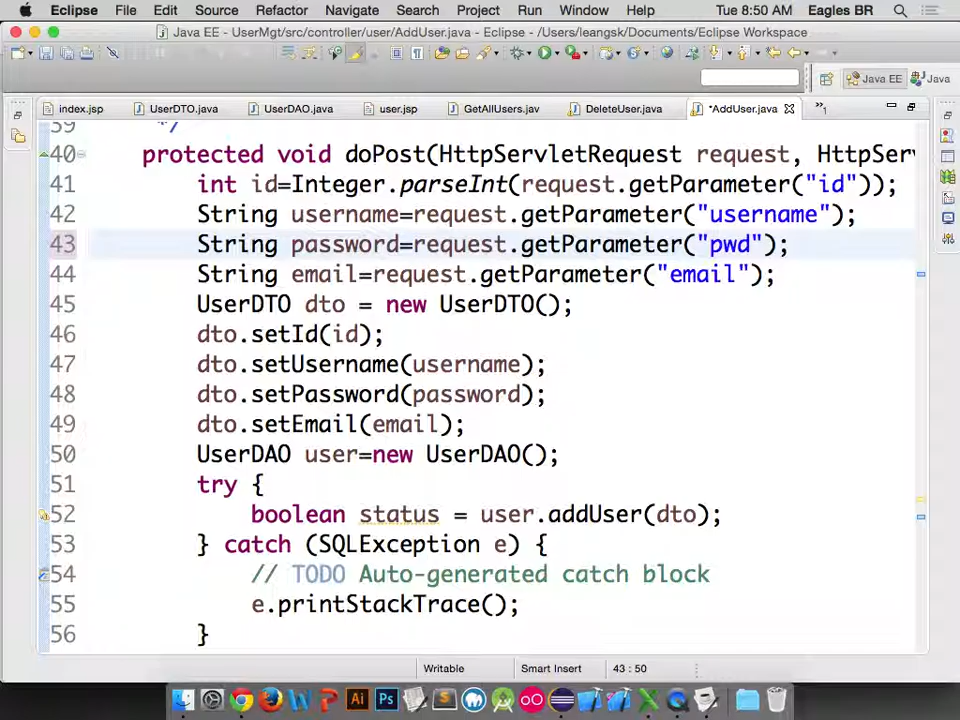 Eclipse File Edit Source Refactor Navigate Search Project Run Window Help Tue 8:50 AM Eagles BR
Java EE - UserMgt/src/controller/user/AddUser.java - Eclipse - /Users/leangsk/Documents/Eclipse Workspace
Java EE Java
index.jsp UserDTO.java UserDAO.java user.jsp GetAllUsers.java DeleteUser.java *AddUser.java
39 */
40 protected void doPost(HttpServletRequest request, HttpServ
41 int id=Integer.parseInt(request.getParameter("id"));
42 String username=request.getParameter("username");
43 String password=request.getParameter("pwd");
44 String email=request.getParameter("email");
45 UserDTO dto = new UserDTO();
46 dto.setId(id);
47 dto.setUsername(username);
48 dto.setPassword(password);
49 dto.setEmail(email);
50 UserDAO user=new UserDAO();
51 try {
52 boolean status = user.addUser(dto);
53 } catch (SQLException e) {
54 // TODO Auto-generated catch block
55 e.printStackTrace();
56 }
Writable Smart Insert 43 : 50